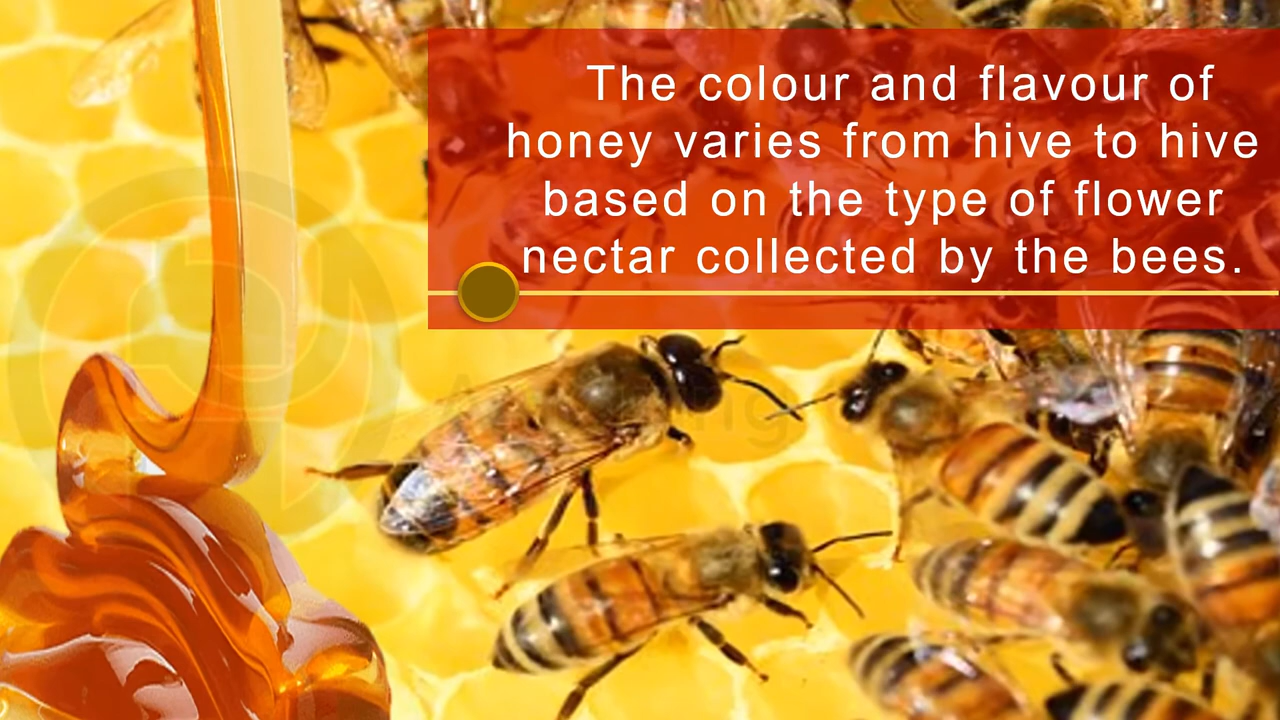 The colour and flavour of
honey varies from hive to hive
based on the type of flower
nectar collected by the bees.